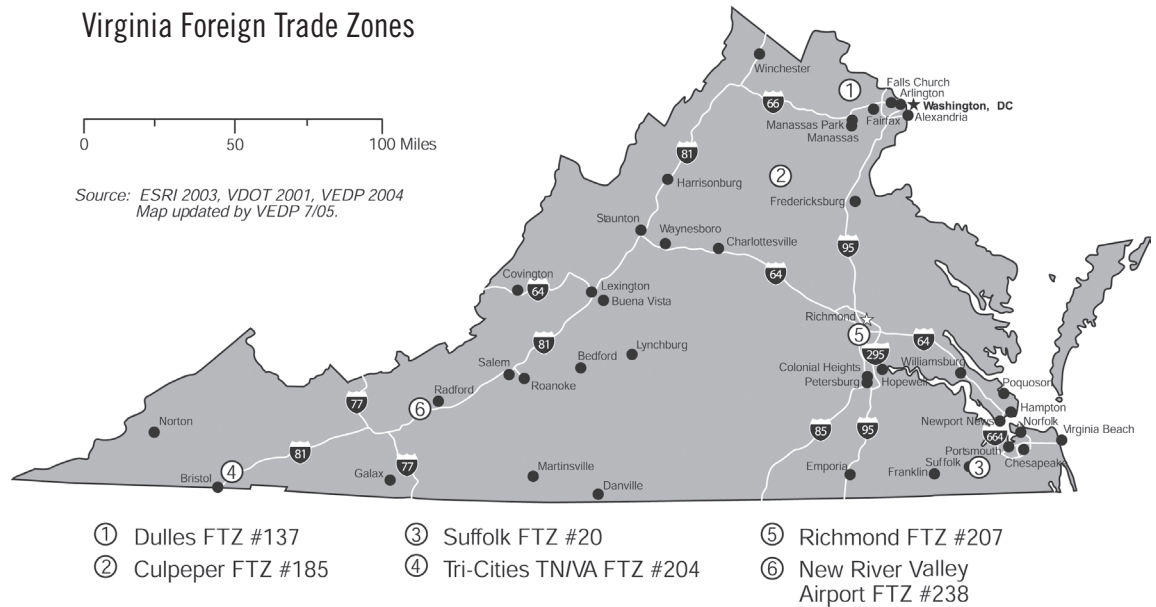 Virginia Foreign Trade Zones
0 50 100 Miles
Source: ESRI 2003, VDOT 2001, VEDP 2004
Map updated by VEDP 7/05.
Winchester
1
Falls Church
Arlington
Washington, DC
66
Fairfax
Alexandria
Manassas Park
Manassas
81
Harrisonburg
2
Fredericksburg
Staunton
Waynesboro
Charlottesville
95
64
Covington
64
Lexington
Buena Vista
Richmond
5
64
81
295
Lynchburg
Bedford
Salem
Roanoke
Colonial Heights
Petersburg
Hopewell
Williamsburg
Poquoson
Radford
6
77
Hampton
Newport News
Norfolk
Norton
85
95
664
Virginia Beach
Portsmouth
Chesapeak
81
77
Bristol
4
Galax
Martinsville
Danville
Emporia
Franklin
Suffolk
3
1 Dulles FTZ #137
2 Culpeper FTZ #185
3 Suffolk FTZ #20
4 Tri-Cities TN/VA FTZ #204
5 Richmond FTZ #207
6 New River Valley
Airport FTZ #238